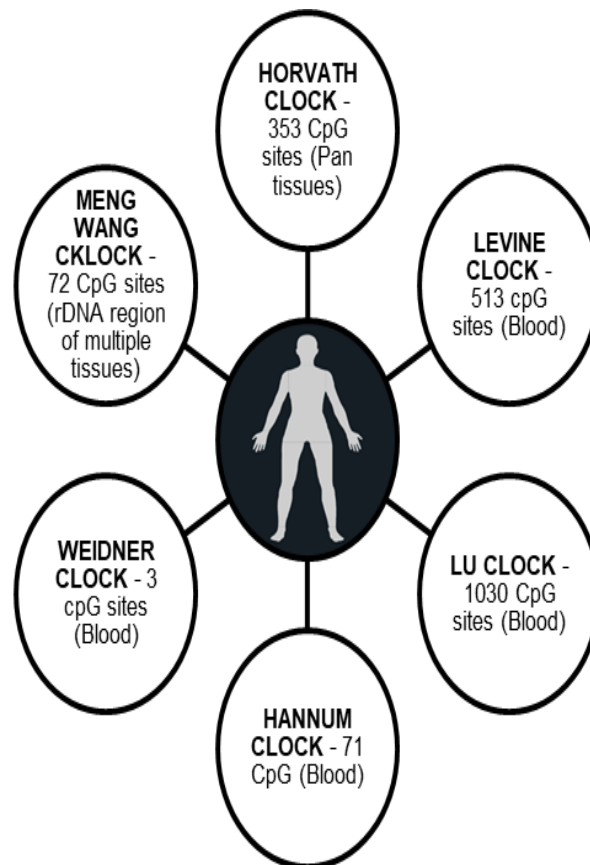 HORVATH
CLOCK -
353 CpG
sites (Pan
tissues)
MENG
WANG
CKLOCK -
72 CpG sites
(rDNA region
of multiple
tissues)
LEVINE
CLOCK -
513 cpG
sites (Blood)
WEIDNER
CLOCK - 3
cpG sites
(Blood)
LU CLOCK -
1030 CpG
sites (Blood)
HANNUM
CLOCK - 71
CpG (Blood)